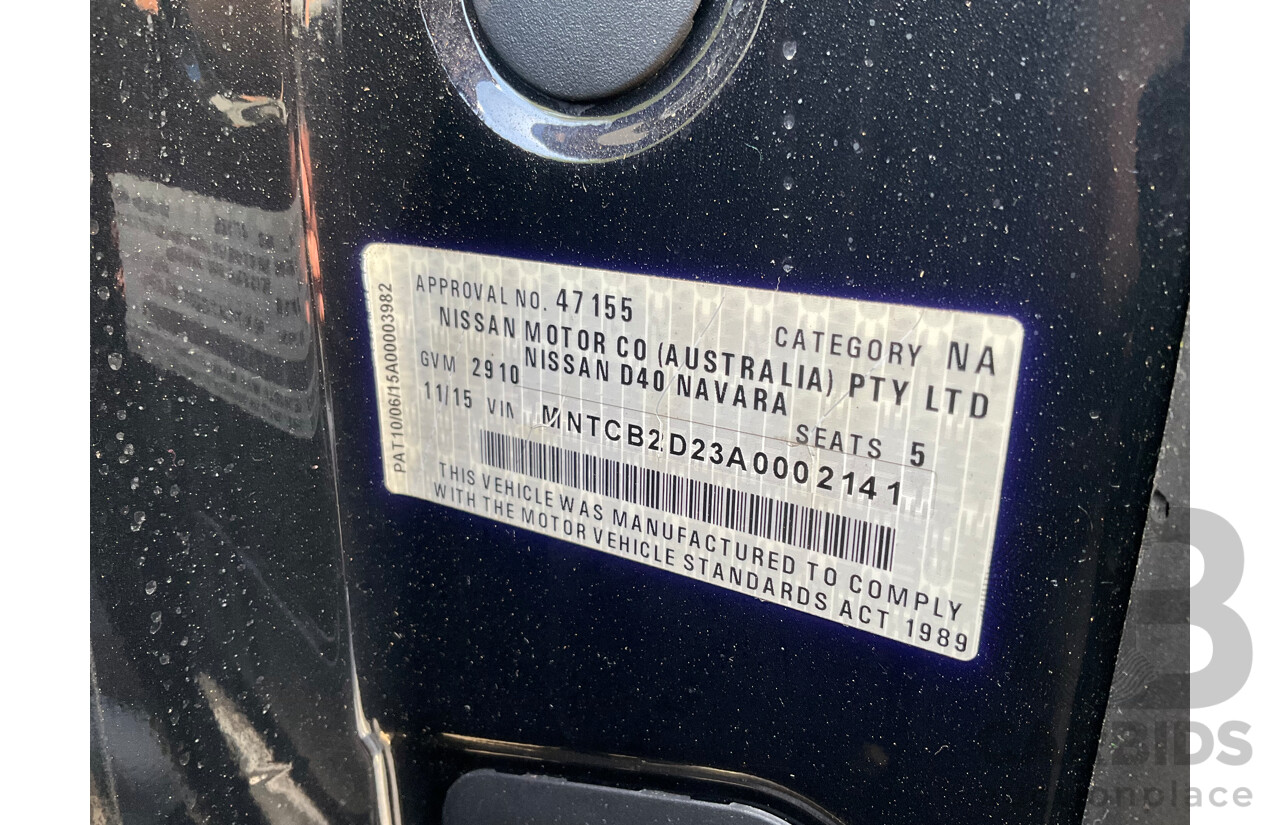 APPROVAL NO. 47155
CATEGORY NA
NISSAN MOTOR CO (AUSTRALIA) PTY LTD
NISSAN D40 NAVARA
GVM 2910
SEATS 5
11/15 VIN MNTCB2D23A0002141
THIS VEHICLE WAS MANUFACTURED TO COMPLY
WITH THE MOTOR VEHICLE STANDARDS ACT 1989
PAT10/06/15A00003982
BIDS